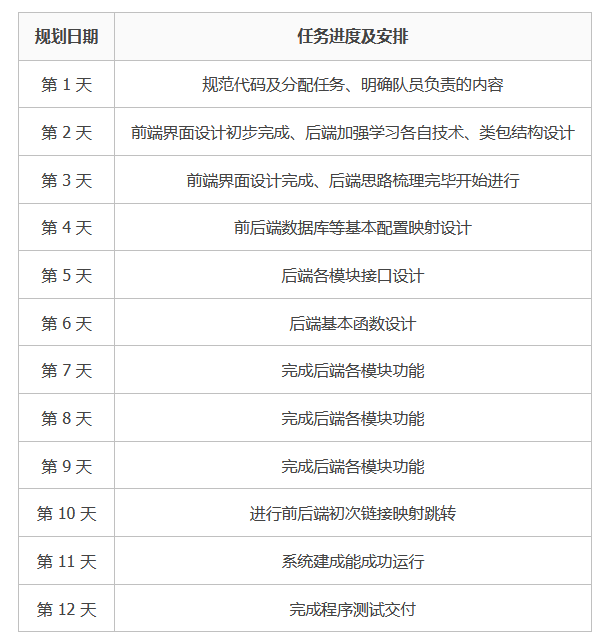 规划日期 任务进度及安排
第 1 天 规范代码及分配任务、明确队员负责的内容
第 2 天 前端界面设计初步完成、后端加强学习各自技术、类包结构设计
第 3 天 前端界面设计完成、后端思路梳理完毕开始进行
第 4 天 前后端数据库等基本配置映射设计
第 5 天 后端各模块接口设计
第 6 天 后端基本函数设计
第 7 天 完成后端各模块功能
第 8 天 完成后端各模块功能
第 9 天 完成后端各模块功能
第 10 天 进行前后端初次链接映射跳转
第 11 天 系统建成能成功运行
第 12 天 完成程序测试交付